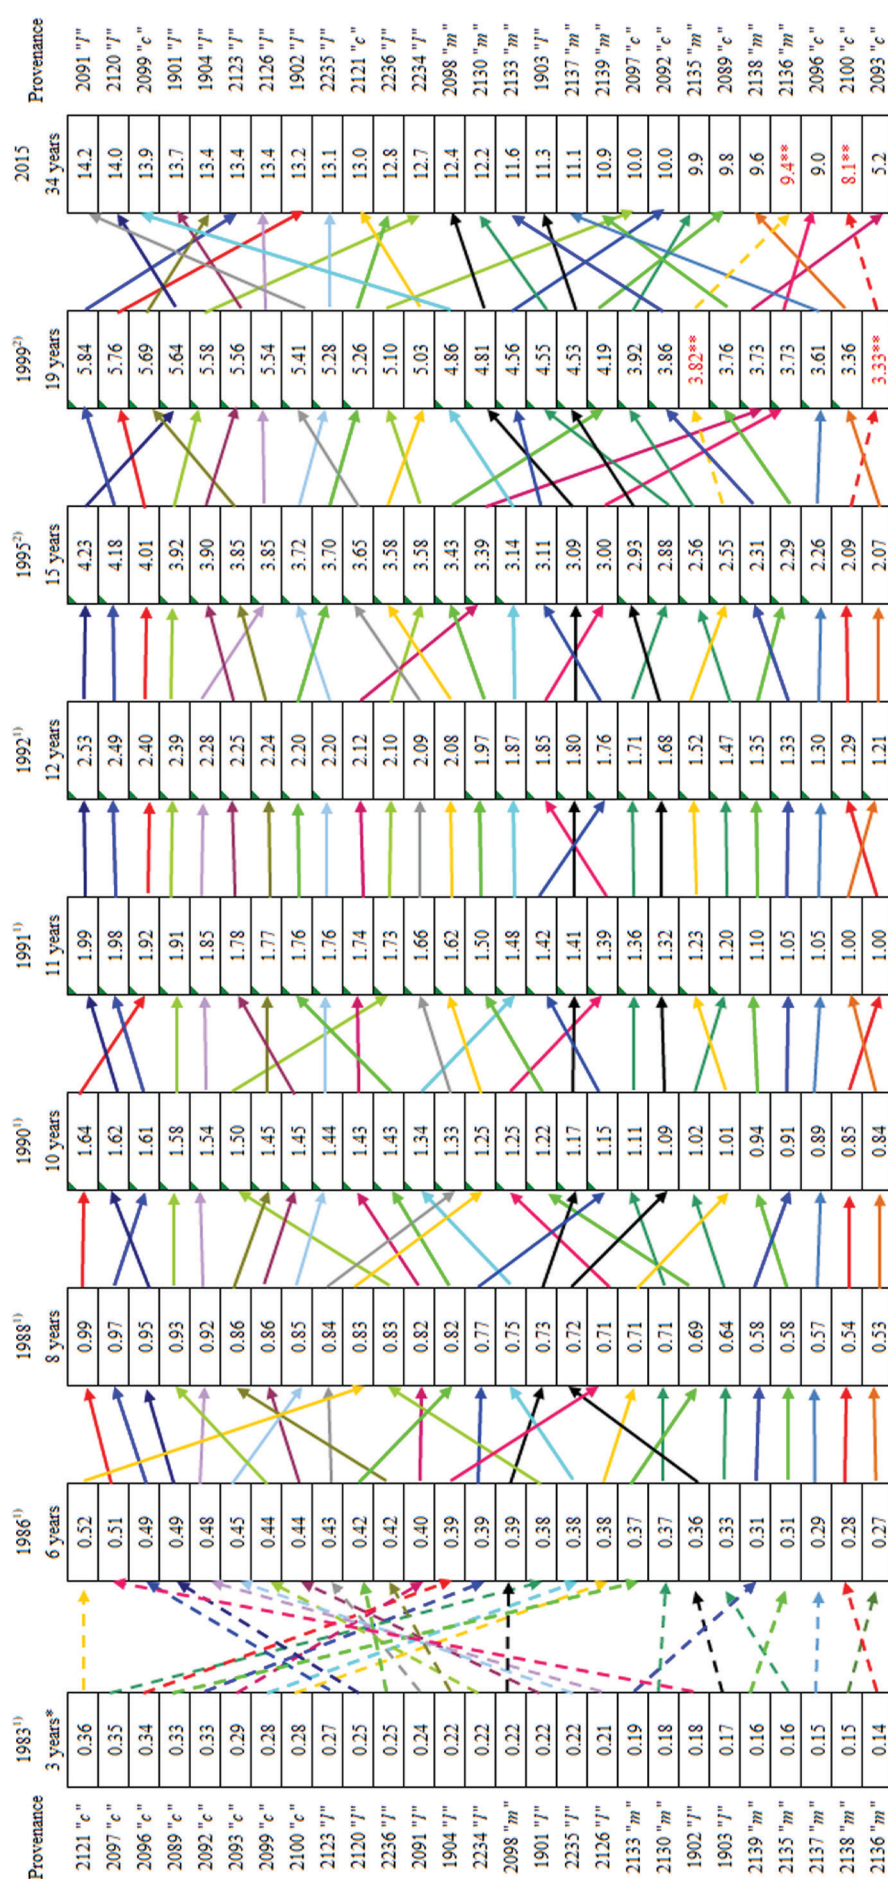 1983¹⁾ 1986¹⁾ 1988¹⁾ 1990¹⁾ 1991¹⁾ 1992¹⁾ 1995²⁾ 1999²⁾ 2015
Provenance 3 years* 6 years 8 years 10 years 11 years 12 years 15 years 19 years 34 years Provenance
2121 "c" 0.36 0.52 0.99 1.64 1.99 2.53 4.23 5.84 14.2 2091 "l"
2097 "c" 0.35 0.51 0.97 1.62 1.98 2.49 4.18 5.76 14.0 2120 "l"
2096 "c" 0.34 0.49 0.95 1.61 1.92 2.40 4.01 5.69 13.9 2099 "c"
2089 "c" 0.33 0.49 0.93 1.58 1.91 2.39 3.92 5.64 13.7 1901 "l"
2092 "c" 0.33 0.48 0.92 1.54 1.85 2.28 3.90 5.58 13.4 1904 "l"
2093 "c" 0.29 0.45 0.86 1.50 1.78 2.25 3.85 5.56 13.4 2123 "l"
2099 "c" 0.28 0.44 0.86 1.45 1.77 2.24 3.85 5.54 13.4 2126 "l"
2100 "c" 0.28 0.44 0.85 1.45 1.76 2.20 3.72 5.41 13.2 1902 "l"
2123 "l" 0.27 0.43 0.84 1.44 1.76 2.20 3.70 5.28 13.1 2235 "l"
2120 "l" 0.25 0.42 0.83 1.43 1.74 2.12 3.65 5.26 13.0 2121 "c"
2236 "l" 0.25 0.42 0.83 1.43 1.73 2.10 3.58 5.10 12.8 2236 "l"
2091 "l" 0.24 0.40 0.82 1.34 1.66 2.09 3.58 5.03 12.7 2234 "l"
1904 "l" 0.22 0.39 0.82 1.33 1.62 2.08 3.43 4.86 12.4 2098 "m"
2234 "l" 0.22 0.39 0.77 1.25 1.50 1.97 3.39 4.81 12.2 2130 "m"
2098 "m" 0.22 0.39 0.75 1.25 1.48 1.87 3.14 4.56 11.6 2133 "m"
1901 "l" 0.22 0.38 0.73 1.22 1.42 1.85 3.11 4.55 11.3 1903 "l"
2235 "l" 0.22 0.38 0.72 1.17 1.41 1.80 3.09 4.53 11.1 2137 "m"
2126 "l" 0.21 0.38 0.71 1.15 1.39 1.76 3.00 4.19 10.9 2139 "m"
2133 "m" 0.19 0.37 0.71 1.11 1.36 1.71 2.93 3.92 10.0 2097 "c"
2130 "m" 0.18 0.37 0.71 1.09 1.32 1.68 2.88 3.86 10.0 2092 "c"
1902 "l" 0.18 0.36 0.69 1.02 1.23 1.52 2.56 3.82** 9.9 2135 "m"
1903 "l" 0.17 0.33 0.64 1.01 1.20 1.47 2.55 3.76 9.8 2089 "c"
2139 "m" 0.16 0.31 0.58 0.94 1.10 1.35 2.31 3.73 9.6 2138 "m"
2135 "m" 0.16 0.31 0.58 0.91 1.05 1.33 2.29 3.73 9.4** 2136 "m"
2137 "m" 0.15 0.29 0.57 0.89 1.05 1.30 2.26 3.61 9.0 2096 "c"
2138 "m" 0.15 0.28 0.54 0.85 1.00 1.29 2.09 3.36 8.1** 2100 "c"
2136 "m" 0.14 0.27 0.53 0.84 1.00 1.21 2.07 3.33** 5.2 2093 "c"